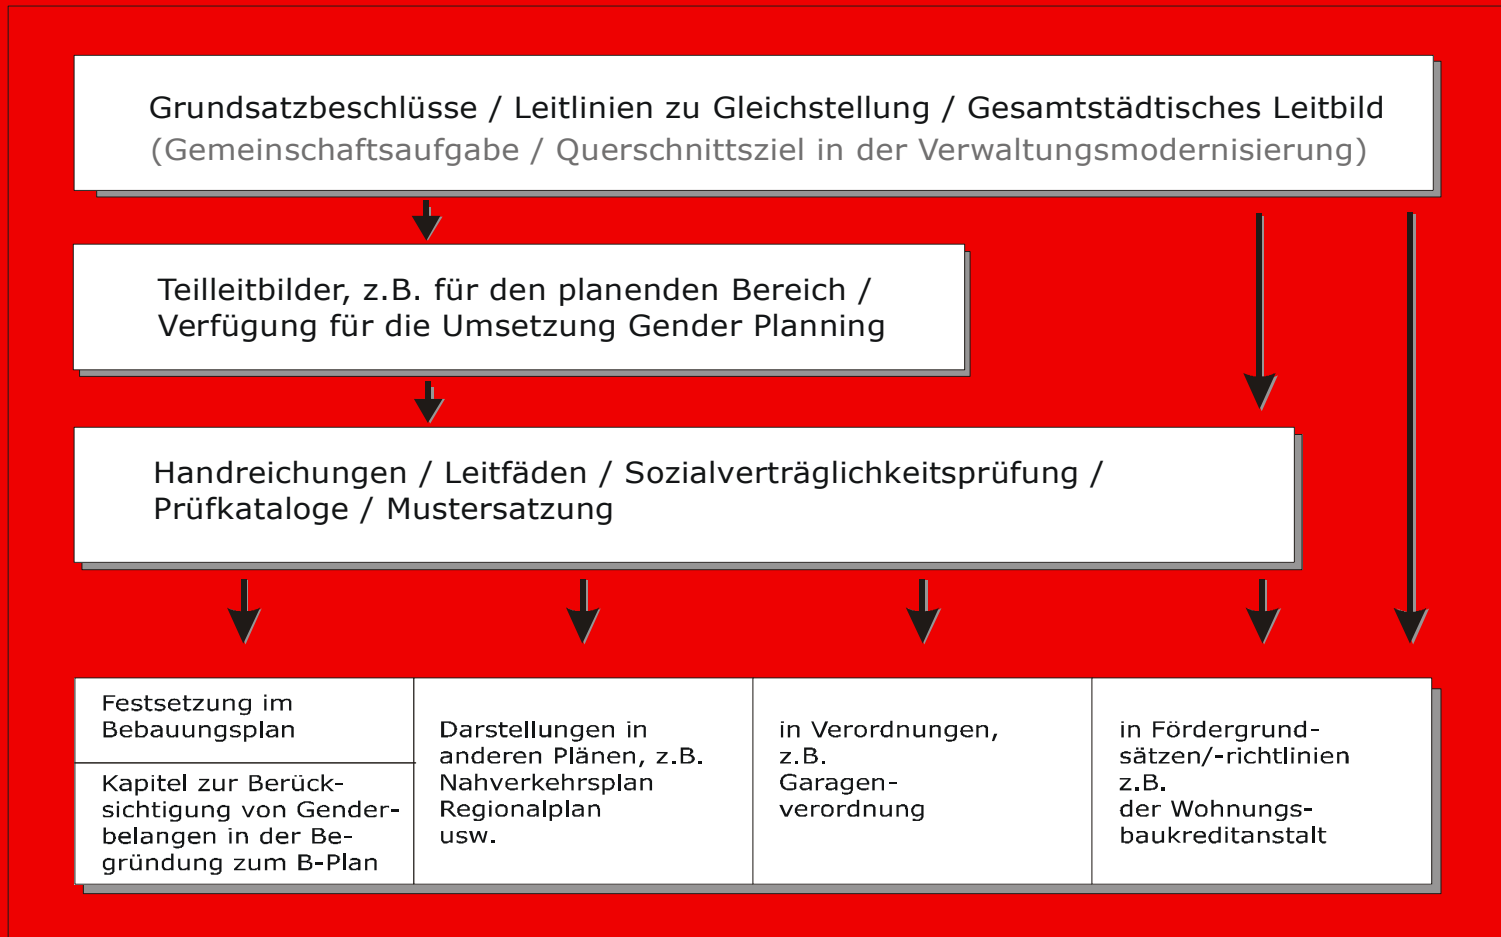 Grundsatzbeschlüsse / Leitlinien zu Gleichstellung / Gesamtstädtisches Leitbild
(Gemeinschaftsaufgabe / Querschnittsziel in der Verwaltungsmodernisierung)
Teilleitbilder, z.B. für den planenden Bereich /
Verfügung für die Umsetzung Gender Planning
Handreichungen / Leitfäden / Sozialverträglichkeitsprüfung /
Prüfkataloge / Mustersatzung
Festsetzung im
Bebauungsplan
Kapitel zur Berück-
sichtigung von Gender-
belangen in der Be-
gründung zum B-Plan
Darstellungen in
anderen Plänen, z.B.
Nahverkehrsplan
Regionalplan
usw.
in Verordnungen,
z.B.
Garagen-
verordnung
in Fördergrund-
sätzen/-richtlinien
z.B.
der Wohnungs-
baukreditanstalt